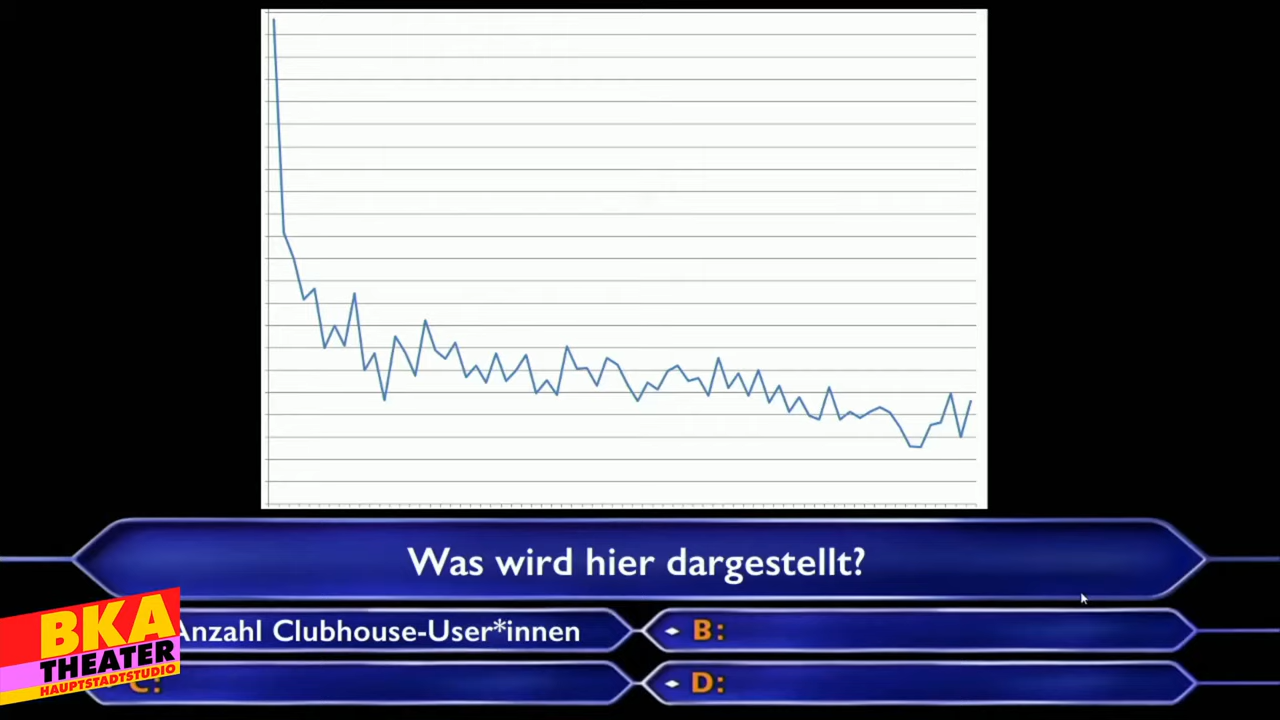 Was wird hier dargestellt?
Anzahl Clubhouse-User*innen
B:
C:
D:
BKA
THEATER
HAUPTSTADTSTUDIO